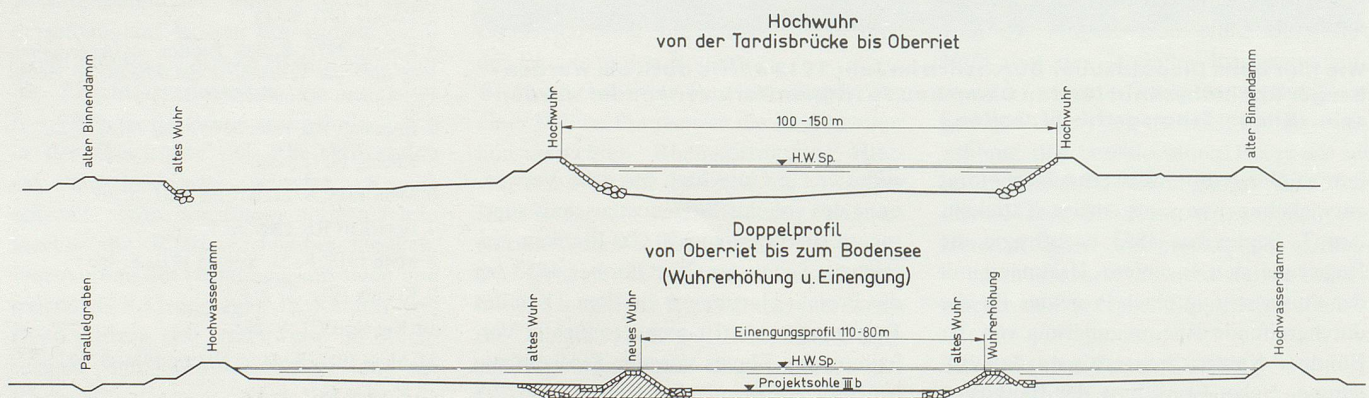 Hochwuhr
von der Tardisbrücke bis Oberriet
alter Binnendamm
altes Wuhr
Hochwuhr
100-150 m
Hochwuhr
alter Binnendamm
H.W. Sp.
Doppelprofil
von Oberriet bis zum Bodensee
(Wuhrerhöhung u. Einengung)
Parallelgraben
Hochwasserdamm
altes Wuhr
neues Wuhr
Einengungsprofil 110-80 m
altes Wuhr
Wuhrerhöhung
Hochwasserdamm
H.W. Sp.
Projektsohle III b